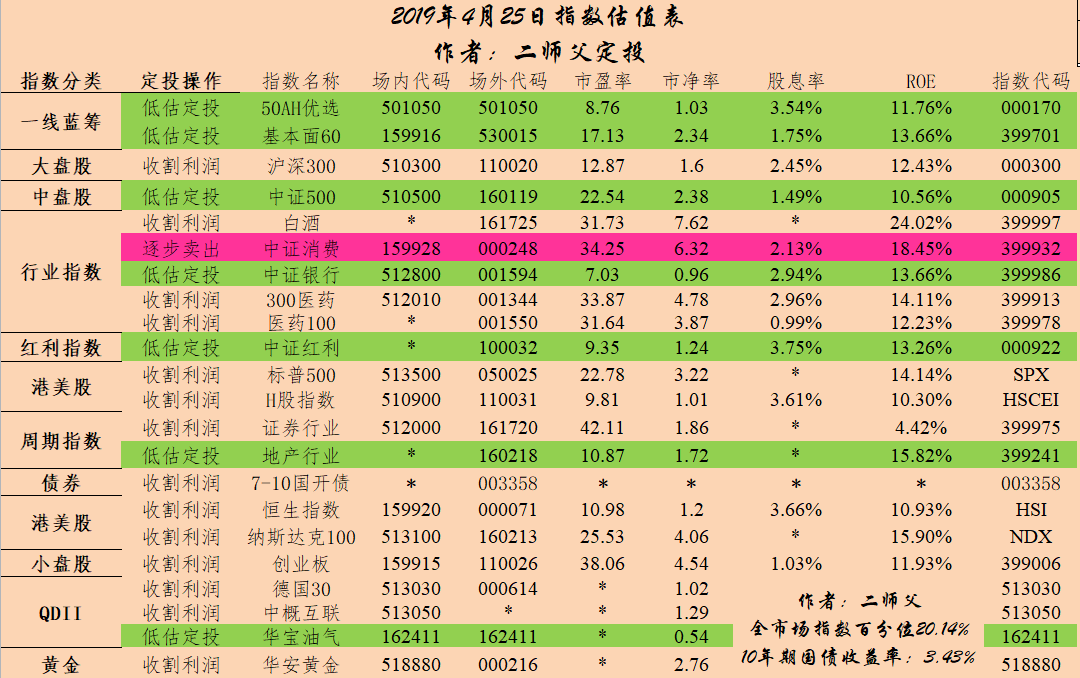 2019年4月25日指数估值表
作者：二师父定投
指数分类 定投操作 指数名称 场内代码 场外代码 市盈率 市净率 股息率 ROE 指数代码
一线蓝筹
低估定投 50AH优选 501050 501050 8.76 1.03 3.54% 11.76% 000170
低估定投 基本面60 159916 530015 17.13 2.34 1.75% 13.66% 399701
大盘股 收割利润 沪深300 510300 110020 12.87 1.6 2.45% 12.43% 000300
中盘股 低估定投 中证500 510500 160119 22.54 2.38 1.49% 10.56% 000905
行业指数
收割利润 白酒 * 161725 31.73 7.62 * 24.02% 399997
逐步卖出 中证消费 159928 000248 34.25 6.32 2.13% 18.45% 399932
低估定投 中证银行 512800 001594 7.03 0.96 2.94% 13.66% 399986
收割利润 300医药 512010 001344 33.87 4.78 2.96% 14.11% 399913
收割利润 医药100 * 001550 31.64 3.87 0.99% 12.23% 399978
红利指数 低估定投 中证红利 * 100032 9.35 1.24 3.75% 13.26% 000922
港美股
收割利润 标普500 513500 050025 22.78 3.22 * 14.14% SPX
收割利润 H股指数 510900 110031 9.81 1.01 3.61% 10.30% HSCEI
周期指数
收割利润 证券行业 512000 161720 42.11 1.86 * 4.42% 399975
低估定投 地产行业 * 160218 10.87 1.72 * 15.82% 399241
债券 收割利润 7-10国开债 * 003358 * * * * 003358
港美股
收割利润 恒生指数 159920 000071 10.98 1.2 3.66% 10.93% HSI
收割利润 纳斯达克100 513100 160213 25.53 4.06 * 15.90% NDX
小盘股 收割利润 创业板 159915 110026 38.06 4.54 1.03% 11.93% 399006
QDII
收割利润 德国30 513030 000614 * 1.02 513030
收割利润 中概互联 513050 * * 1.29 513050
低估定投 华宝油气 162411 162411 * 0.54 162411
黄金 收割利润 华安黄金 518880 000216 * 2.76 518880
作者：二师父
全市场指数百分位20.14%
10年期国债收益率：3.43%